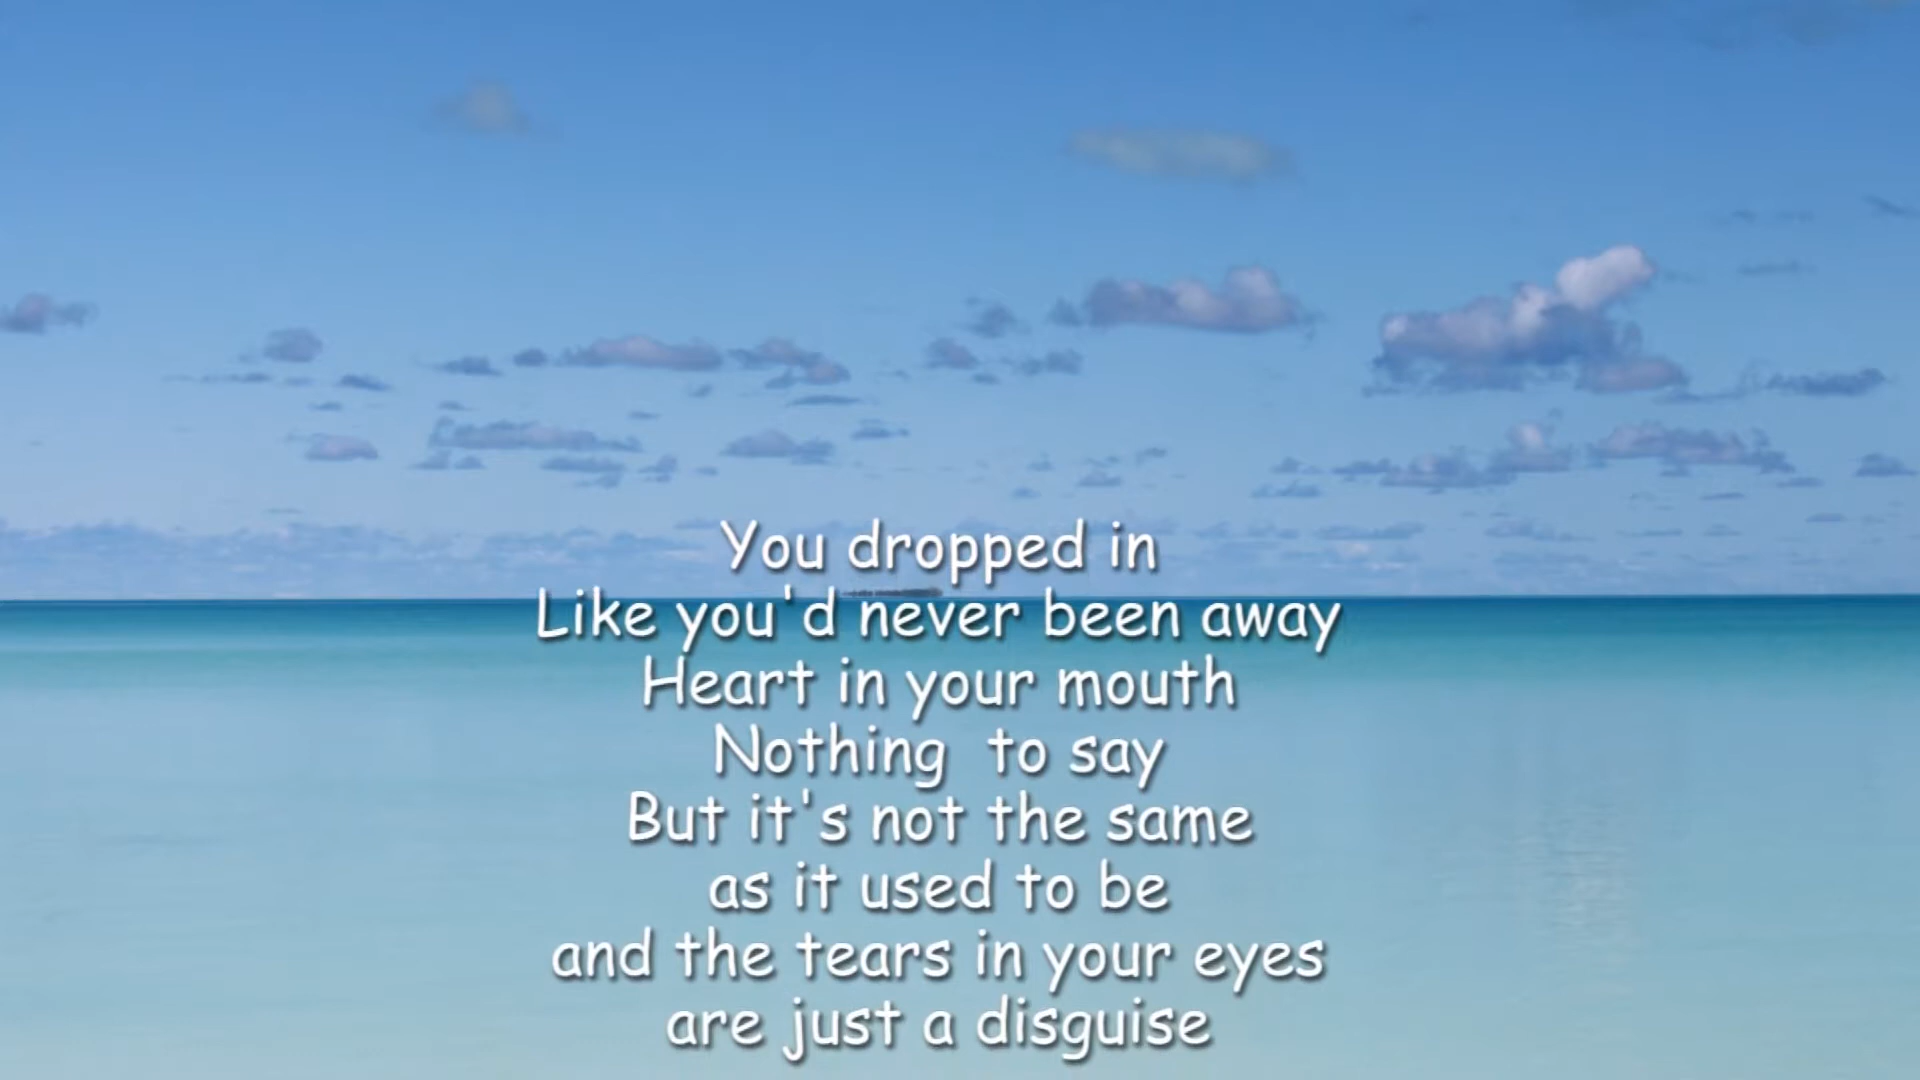 You dropped in
Like you'd never been away
Heart in your mouth
Nothing  to say
But it's not the same
as it used to be
and the tears in your eyes
are just a disguise